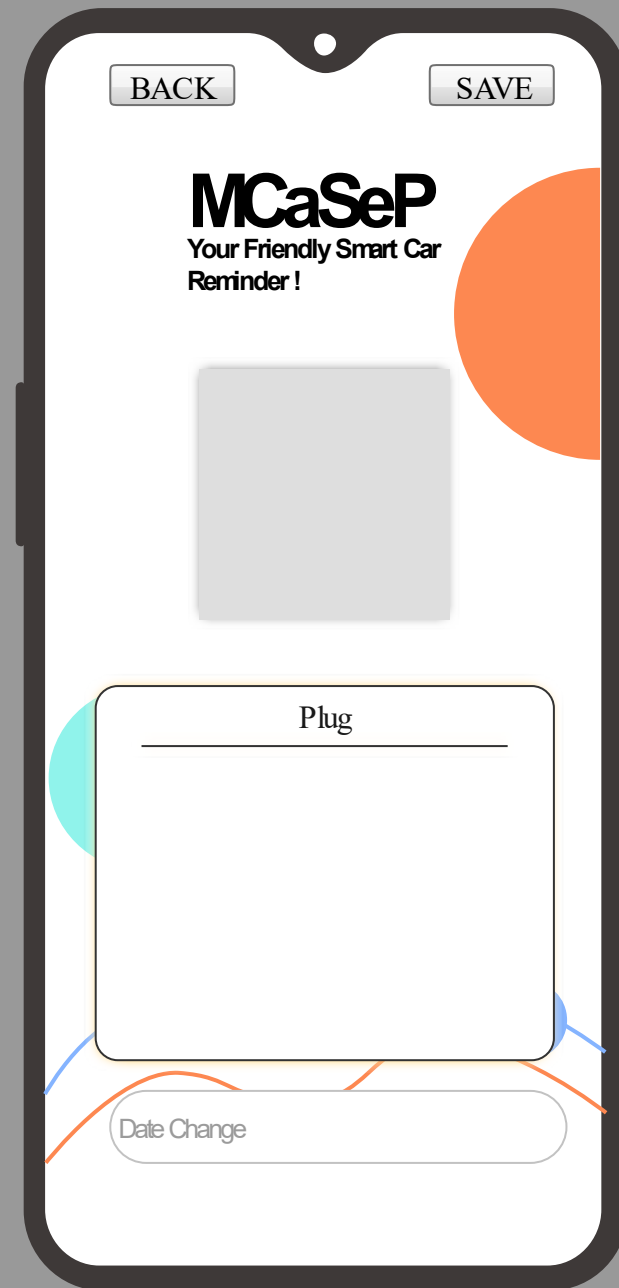 BACK
SAVE
MCaSeP
Your Friendly Smart Car
Reminder !
Plug
Date Change